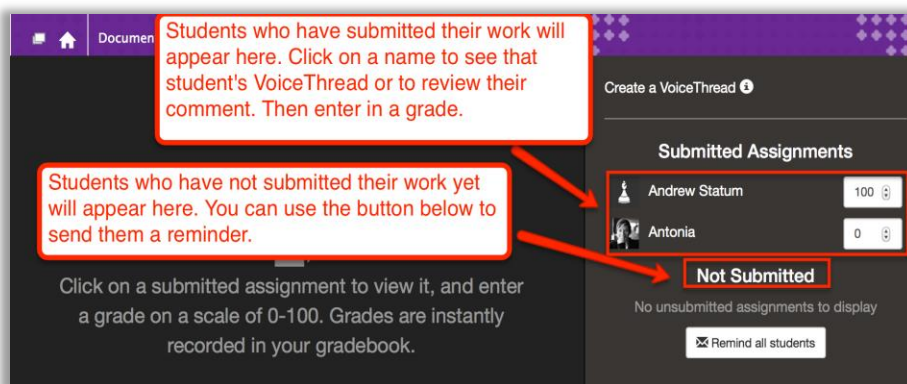 Documen
Students who have submitted their work will
appear here. Click on a name to see that
student's VoiceThread or to review their
comment. Then enter in a grade.
Create a VoiceThread
Submitted Assignments
Andrew Statum 100
Antonia 0
Students who have not submitted their work yet
will appear here. You can use the button below to
send them a reminder.
Not Submitted
No unsubmitted assignments to display
Remind all students
Click on a submitted assignment to view it, and enter
a grade on a scale of 0-100. Grades are instantly
recorded in your gradebook.